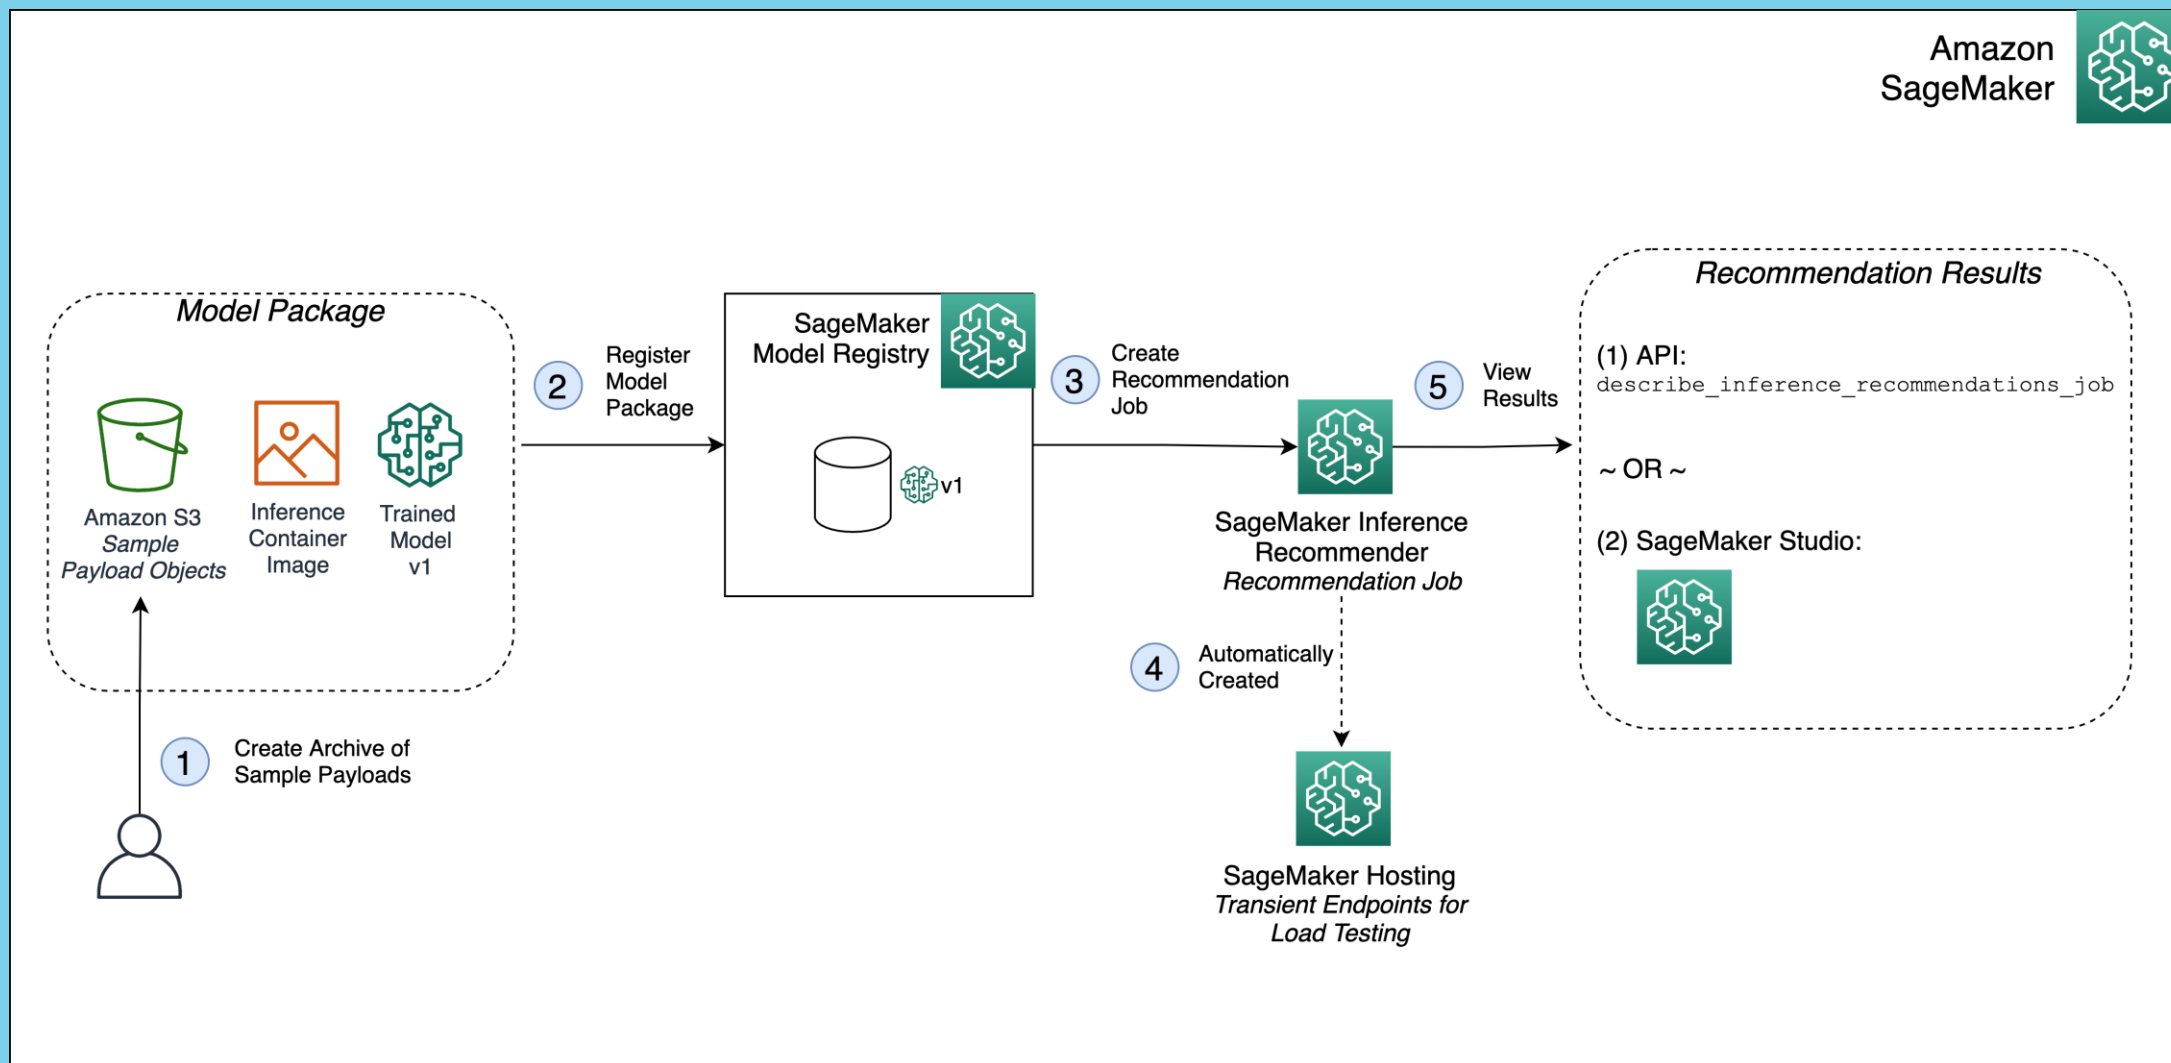 Amazon
SageMaker
Model Package
Amazon S3
Sample
Payload Objects
Inference
Container
Image
Trained
Model
v1
1
Create Archive of
Sample Payloads
2
Register
Model
Package
SageMaker
Model Registry
v1
3
Create
Recommendation
Job
SageMaker Inference
Recommender
Recommendation Job
4
Automatically
Created
SageMaker Hosting
Transient Endpoints for
Load Testing
5
View
Results
Recommendation Results
(1) API:
describe_inference_recommendations_job
~ OR ~
(2) SageMaker Studio: